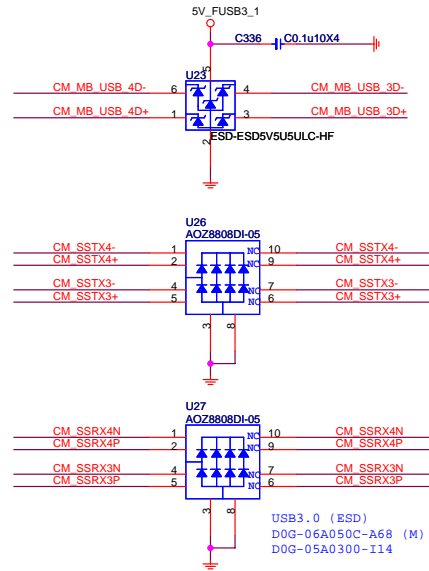 5V_FUSB3_1
C336 C0.1u10X4
5
U23
CM_MB_USB_4D- 6 4 CM_MB_USB_3D-
CM_MB_USB_4D+ 1 3 CM_MB_USB_3D+
2
ESD-ESD5V5U5ULC-HF
U26
AOZ8808DI-05
CM_SSTX4- 1 NC 10 CM_SSTX4-
CM_SSTX4+ 2 NC 9 CM_SSTX4+
CM_SSTX3- 4 NC 7 CM_SSTX3-
CM_SSTX3+ 5 NC 6 CM_SSTX3+
3 8
U27
AOZ8808DI-05
CM_SSRX4N 1 NC 10 CM_SSRX4N
CM_SSRX4P 2 NC 9 CM_SSRX4P
CM_SSRX3N 4 NC 7 CM_SSRX3N
CM_SSRX3P 5 NC 6 CM_SSRX3P
3 8
USB3.0 (ESD)
D0G-06A050C-A68 (M)
D0G-05A0300-I14